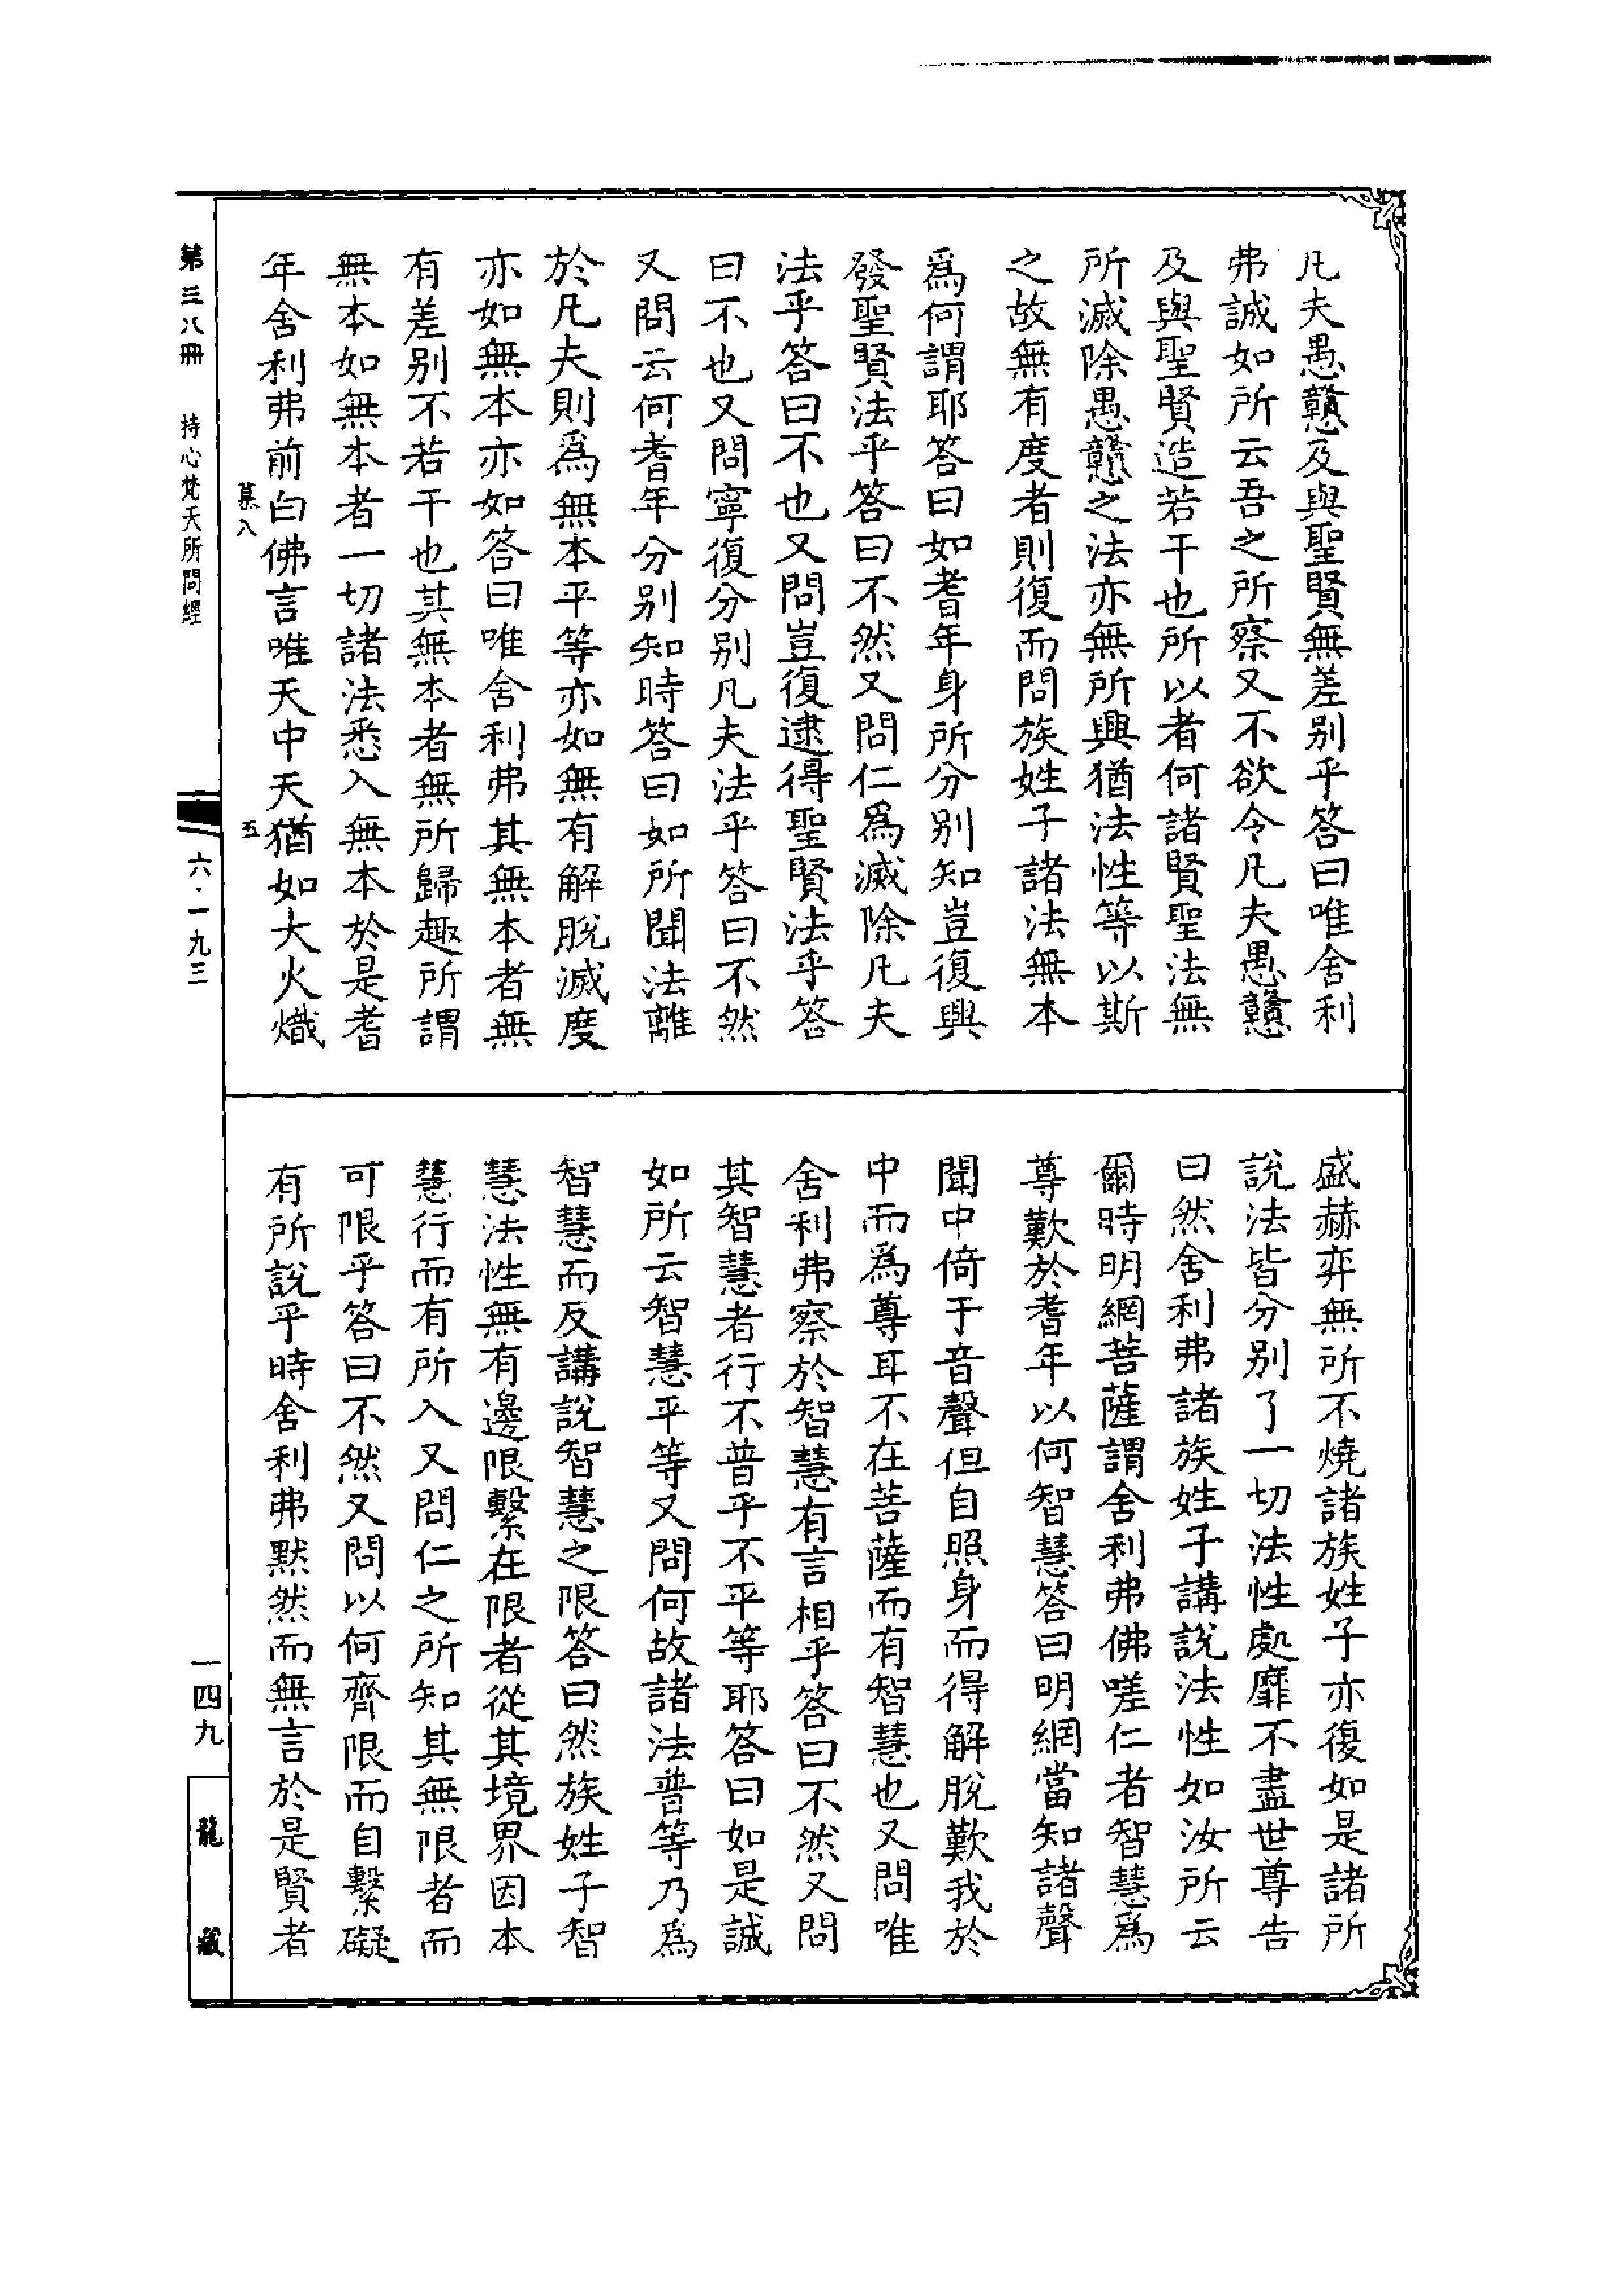 凡夫愚戇及與聖賢無差別乎答曰唯舍利
弗誠如所云吾之所察又不欲令凡夫愚戇
及與聖賢造若干也所以者何諸賢聖法無
所滅除愚戇之法亦無所興猶法性等以斯
之故無有度者則復而問族姓子諸法無本
爲何謂耶答曰如耆年身所分別知豈復興
發聖賢法乎答曰不然又問仁爲滅除凡夫
法乎答曰不也又問豈復逮得聖賢法乎答
曰不也又問寧復分別凡夫法乎答曰不然
又問云何耆年分別知時答曰如所聞法離
於凡夫則爲無本平等亦如無有解脫滅度
亦如無本亦如答曰唯舍利弗其無本者無
有差別不若干也其無本者無所歸趣所謂
無本如無本者一切諸法悉入無本於是耆
年舍利弗前白佛言唯天中天猶如大火熾
盛赫弈無所不燒諸族姓子亦復如是諸所
說法皆分別了一切法性處靡不盡世尊告
曰然舍利弗諸族姓子講說法性如汝所云
爾時明網菩薩謂舍利弗佛嗟仁者智慧爲
尊歎於耆年以何智慧答曰明網當知諸聲
聞中倚于音聲但自照身而得解脫歎我於
中而爲尊耳不在菩薩而有智慧也又問唯
舍利弗察於智慧有言相乎答曰不然又問
其智慧者行不普乎不平等耶答曰如是誠
如所云智慧平等又問何故諸法普等乃爲
智慧而反講說智慧之限答曰然族姓子智
慧法性無有邊限繫在限者從其境界因本
慧行而有所入又問仁之所知其無限者而
可限乎答曰不然又問以何齊限而自繫礙
有所說乎時舍利弗默然而無言於是賢者
第三八冊 持心梵天所問經 六·一九三 一四九 龍藏
五